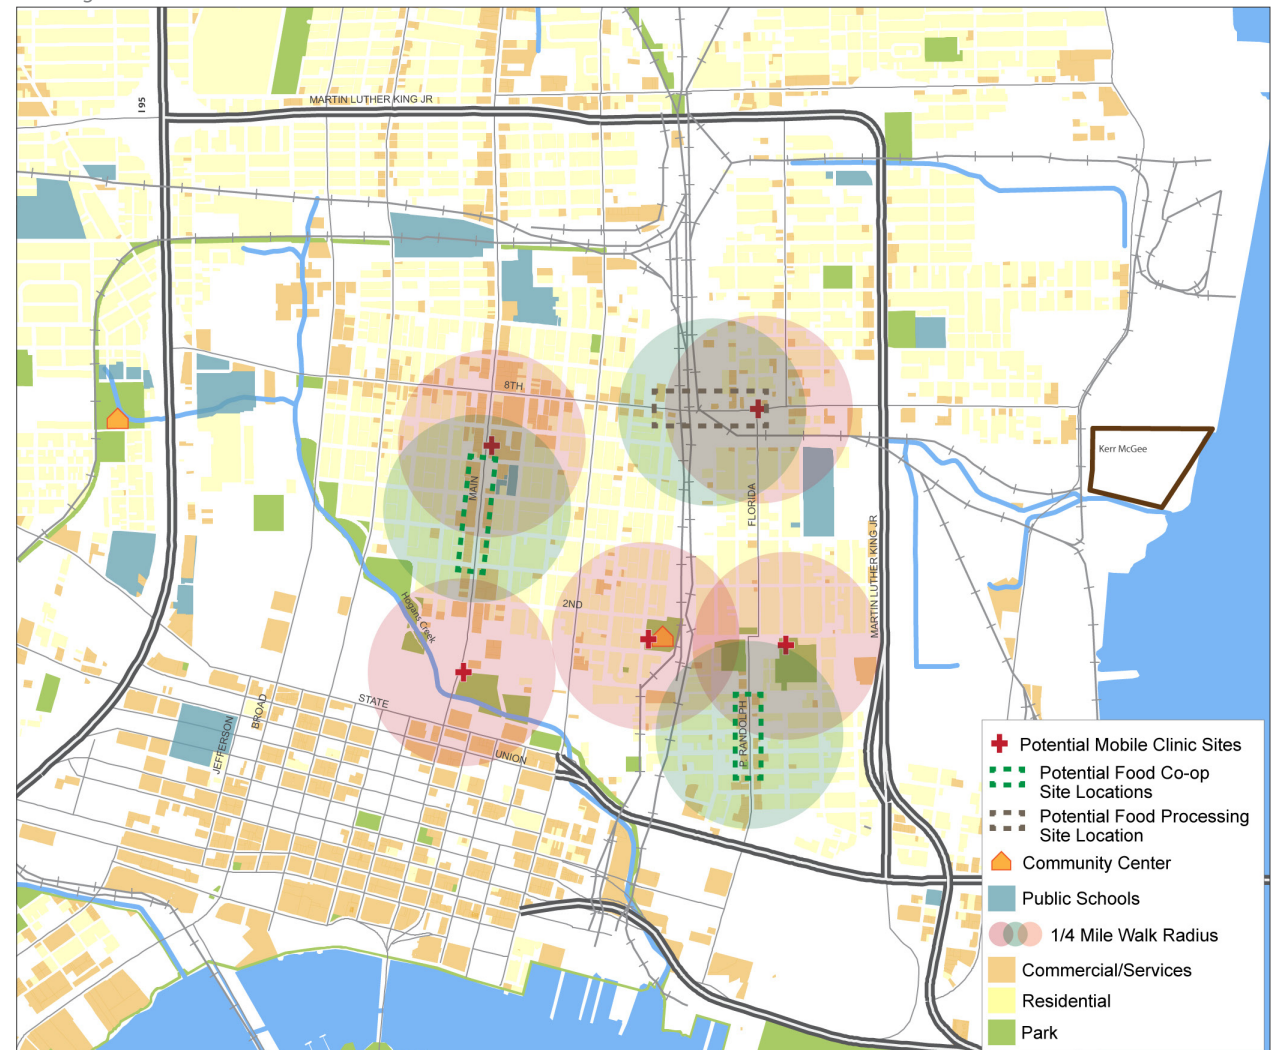 MARTIN LUTHER KING JR
I 95
8TH
MAIN
FLORIDA
Kerr McGee
MARTIN LUTHER KING JR
2ND
Hogans Creek
STATE
BROAD
JEFFERSON
UNION
P. RANDOLPH
Potential Mobile Clinic Sites
Potential Food Co-op
Site Locations
Potential Food Processing
Site Location
Community Center
Public Schools
1/4 Mile Walk Radius
Commercial/Services
Residential
Park